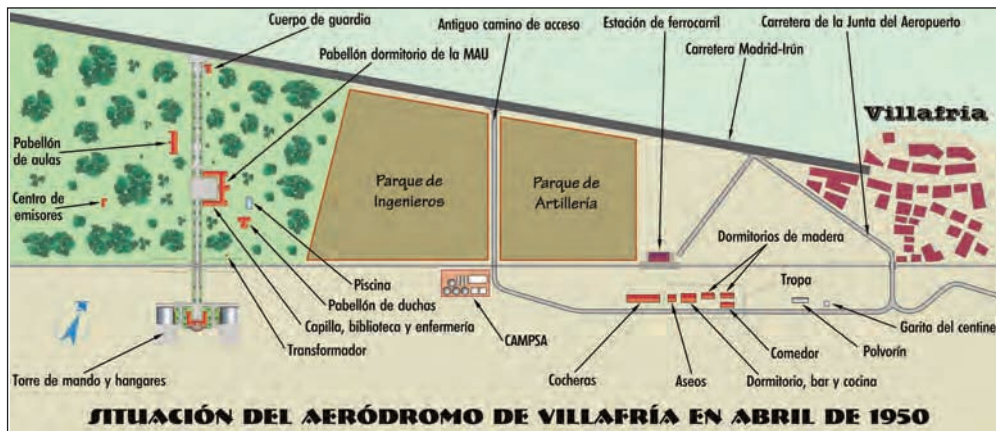 Cuerpo de guardia
Antiguo camino de acceso
Estación de ferrocarril
Carretera de la Junta del Aeropuerto
Pabellón dormitorio de la MAU
Carretera Madrid-Irún
Villafria
Pabellón
de aulas
Parque de
Ingenieros
Parque de
Artillería
Centro de
emisores
Dormitorios de madera
Piscina
Tropa
Pabellón de duchas
Capilla, biblioteca y enfermería
CAMPSA
Garita del centine
Transformador
Comedor
Polvorín
Torre de mando y hangares
Cocheras
Aseos
Dormitorio, bar y cocina
SITUACIÓN DEL AERÓDROMO DE VILLAFRÍA EN ABRIL DE 1950